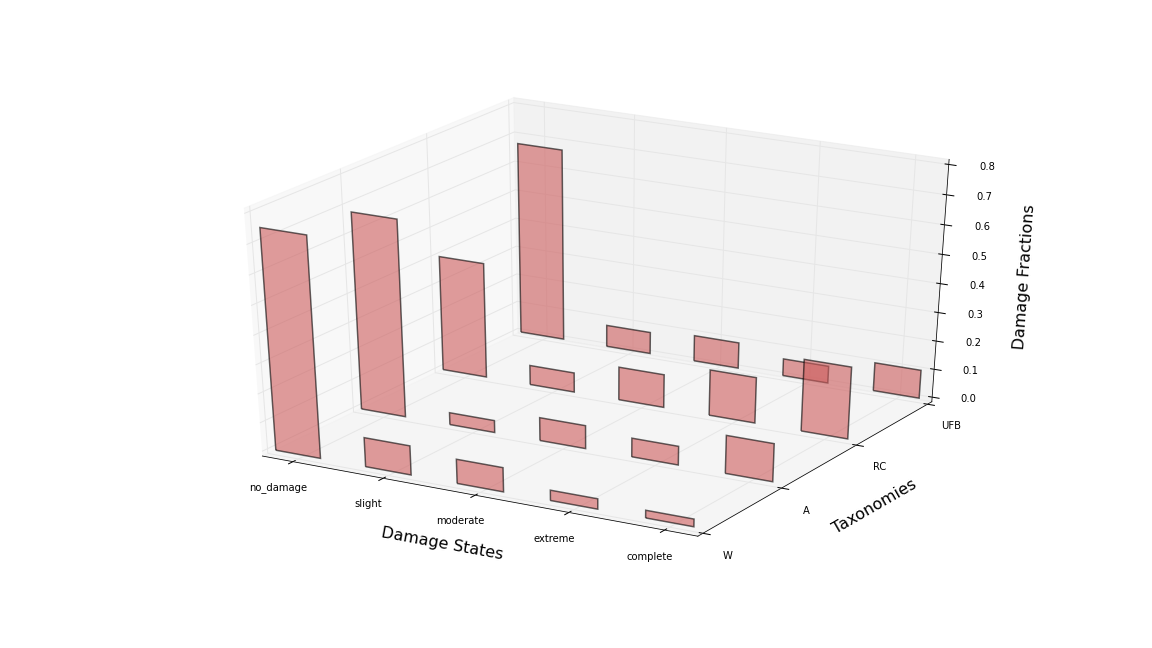 0.8
0.7
0.6
0.5
0.4
0.3
0.2
0.1
0.0
Damage Fractions
UFB
RC
A
W
Taxonomies
no_damage
slight
moderate
extreme
complete
Damage States